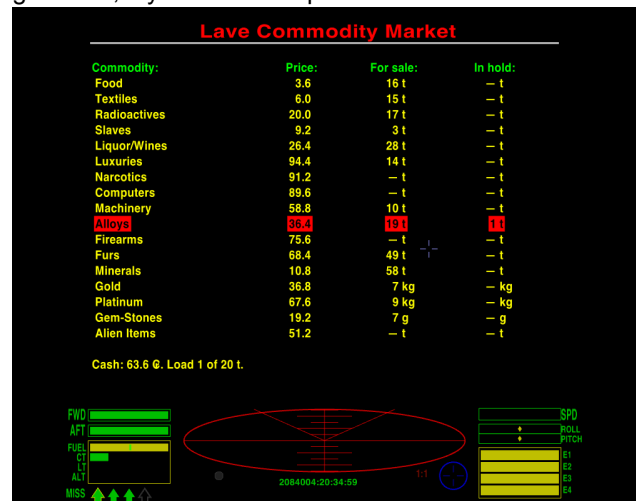 Lave Commodity Market
Commodity: Price: For sale: In hold:
Food 3.6 16 t – t
Textiles 6.0 15 t – t
Radioactives 20.0 17 t – t
Slaves 9.2 3 t – t
Liquor/Wines 26.4 28 t – t
Luxuries 94.4 14 t – t
Narcotics 91.2 – t – t
Computers 89.6 – t – t
Machinery 58.8 10 t – t
Alloys 36.4 19 t 1 t
Firearms 75.6 – t – t
Furs 68.4 49 t – t
Minerals 10.8 58 t – t
Gold 36.8 7 kg – kg
Platinum 67.6 9 kg – kg
Gem-Stones 19.2 7 g – g
Alien Items 51.2 – t – t
Cash: 63.6 ₢. Load 1 of 20 t.
FWD SPD
AFT ROLL
FUEL PITCH
CT E1
LT E2
ALT E3
MISS E4
2084004:20:34:59 1:1